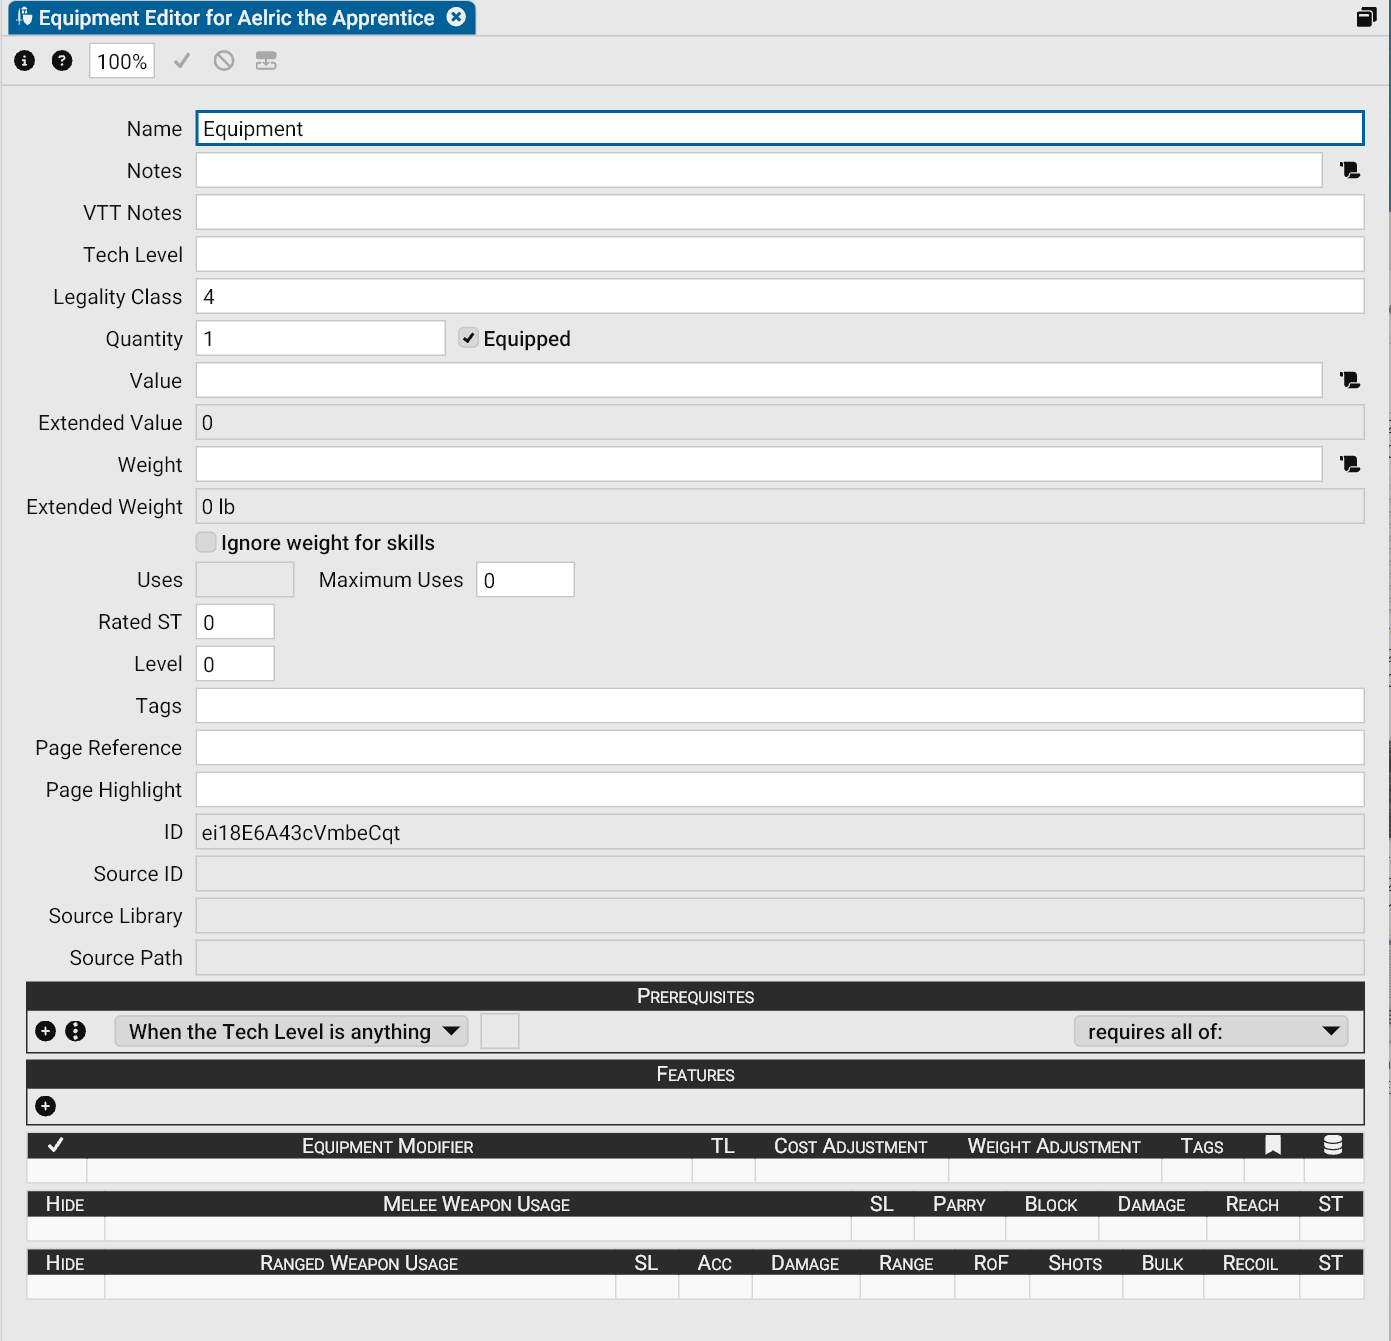 Equipment Editor for Aelric the Apprentice
100%
Name Equipment
Notes
VTT Notes
Tech Level
Legality Class 4
Quantity 1 Equipped
Value
Extended Value 0
Weight
Extended Weight 0 lb
Ignore weight for skills
Uses Maximum Uses 0
Rated ST 0
Level 0
Tags
Page Reference
Page Highlight
ID ei18E6A43cVmbeCqt
Source ID
Source Library
Source Path
Prerequisites
When the Tech Level is anything requires all of:
Features
Equipment Modifier TL Cost Adjustment Weight Adjustment Tags
Hide Melee Weapon Usage SL Parry Block Damage Reach ST
Hide Ranged Weapon Usage SL Acc Damage Range RoF Shots Bulk Recoil ST